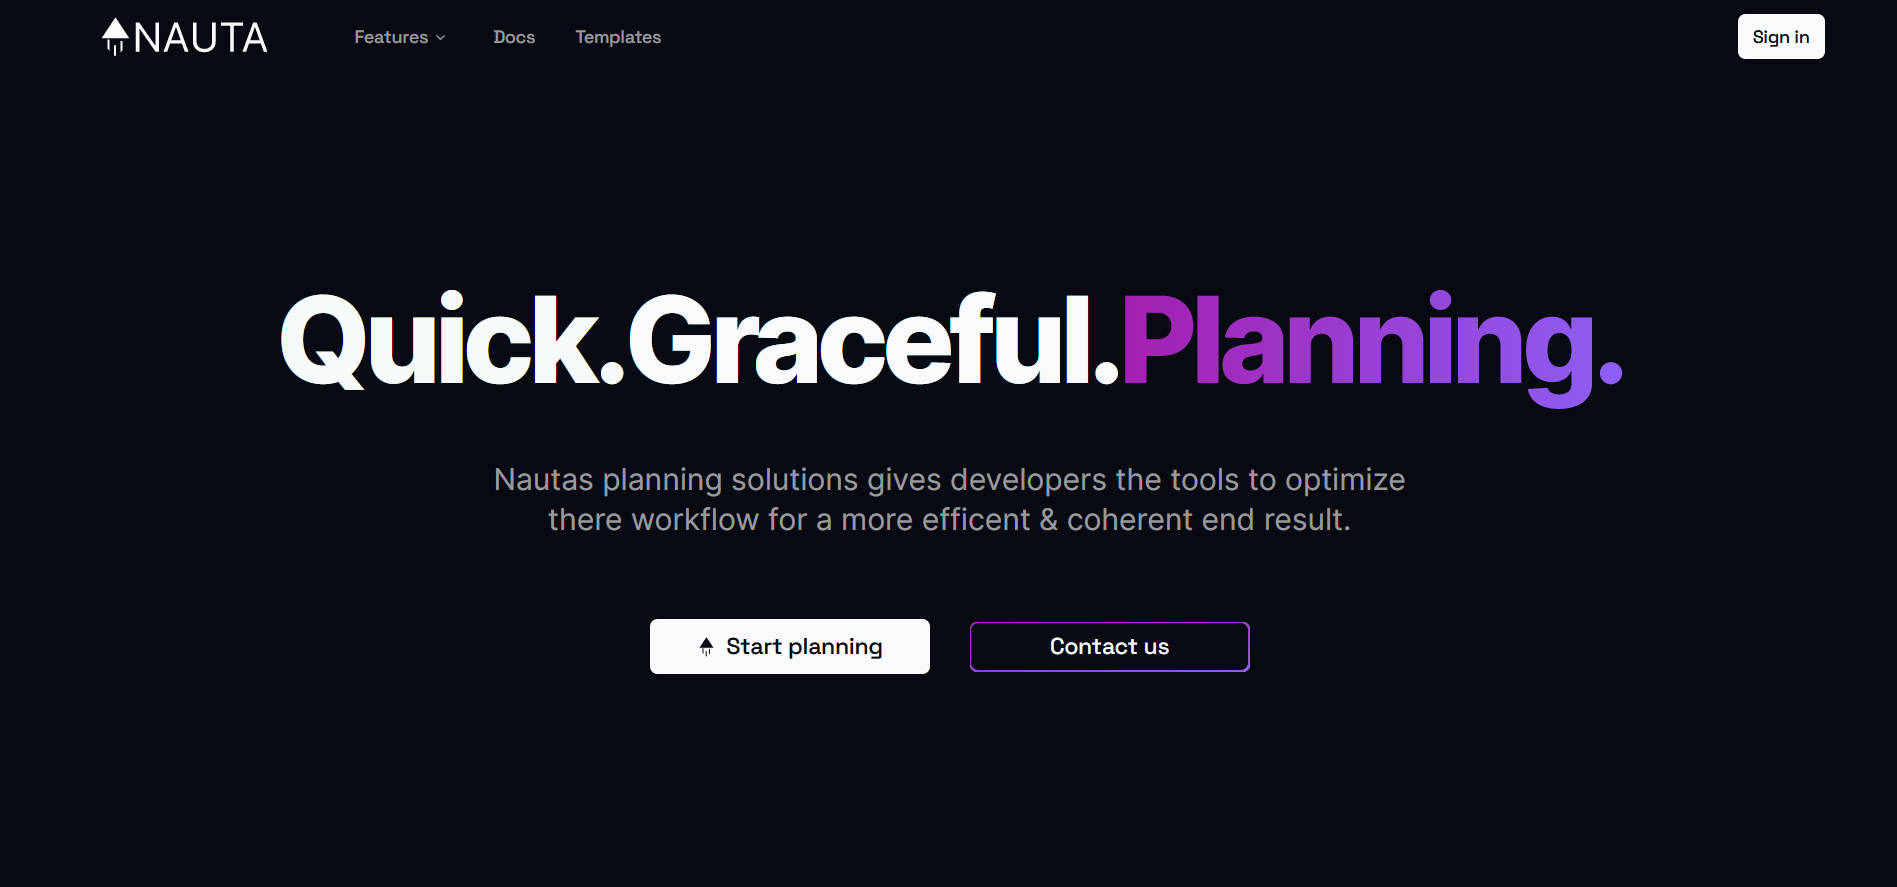 NAUTA
Features
Docs
Templates
Sign in
Quick.Graceful.Planning.
Nautas planning solutions gives developers the tools to optimize
there workflow for a more efficent & coherent end result.
Start planning
Contact us